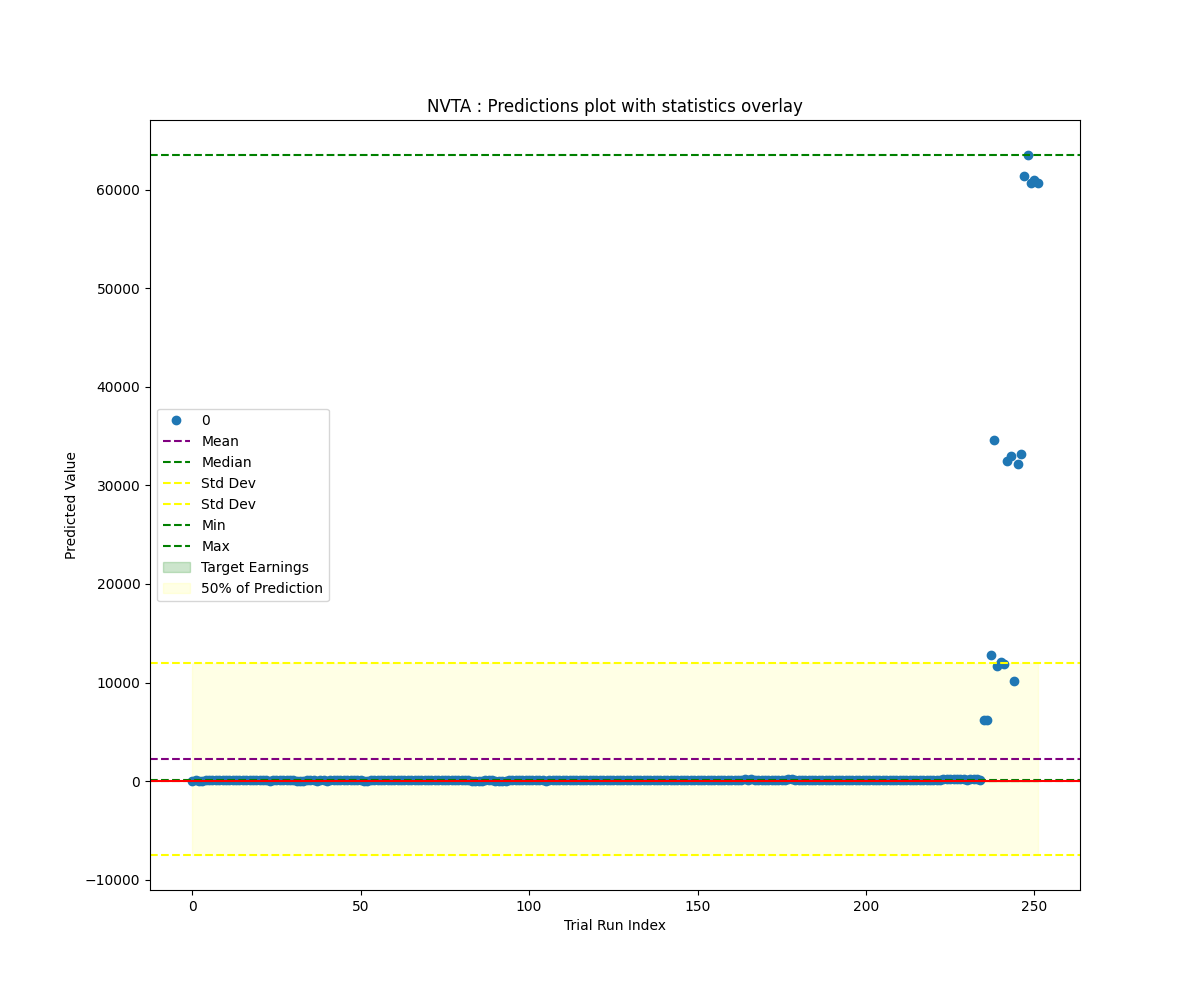 NVTA : Predictions plot with statistics overlay
60000
50000
40000
30000
20000
10000
0
−10000
Predicted Value
0
Mean
Median
Std Dev
Std Dev
Min
Max
Target Earnings
50% of Prediction
0 50 100 150 200 250
Trial Run Index